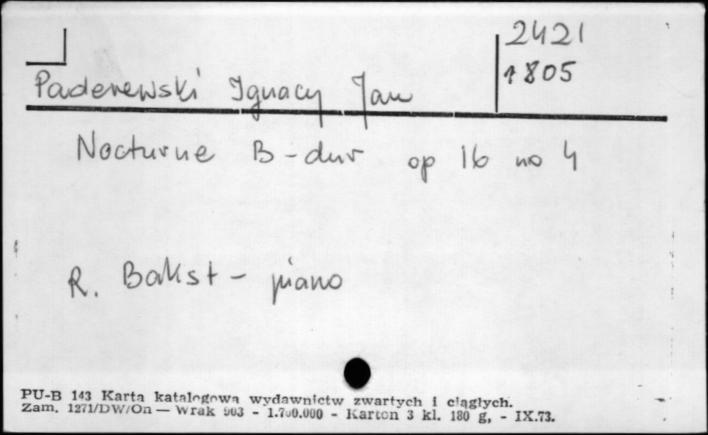 2421
1805
Paderewski Ignacy Jan
Nocturne B-dur op 16 no 4
R. Bakst - piano
PU-B 143 Karta katalogowa wydawnictw zwartych i ciągłych.
Zam. 1271/DW/On — Wrak 903 - 1.700.000 - Karton 3 kl. 180 g. - IX.73.